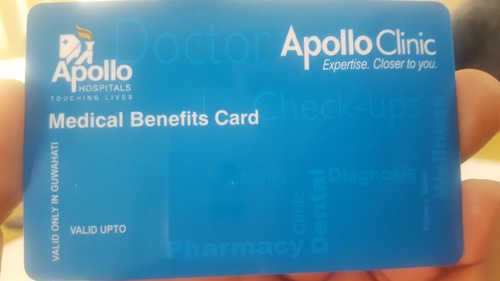 Doctor
Apollo
HOSPITALS
TOUCHING LIVES
Apollo Clinic
Expertise. Closer to you.
Check-ups
Medical Benefits Card
VALID ONLY IN GUWAHATI
VALID UPTO
Medicines
Diagnosis
Wellness
Pharmacy
Clinic
Dental